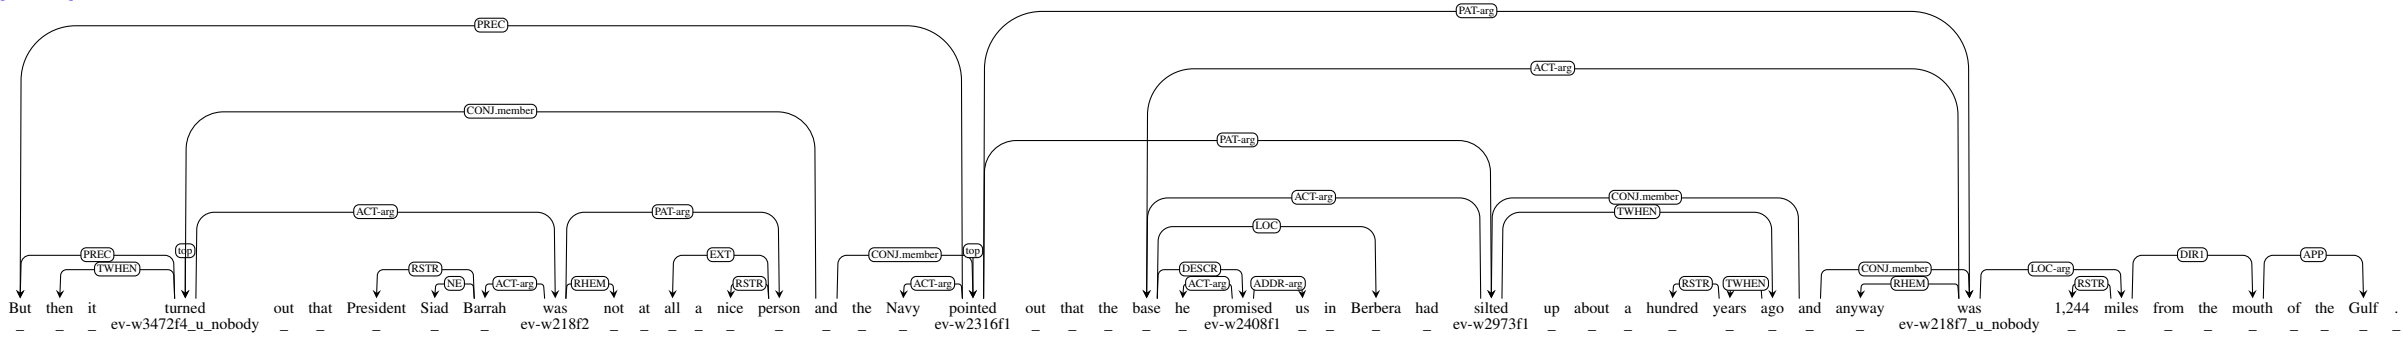 PREC PAT-arg
ACT-arg
CONJ.member
PAT-arg
ACT-arg CONJ.member
ACT-arg PAT-arg TWHEN
LOC
PREC top EXT CONJ.member top DIR1 APP
TWHEN RSTR DESCR CONJ.member LOC-arg
NE ACT-arg RHEM RSTR ACT-arg ACT-arg ADDR-arg RSTR TWHEN RHEM RSTR
But then it turned out that President Siad Barrah was not at all a nice person and the Navy pointed out that the base he promised us in Berbera had silted up about a hundred years ago and anyway was 1,244 miles from the mouth of the Gulf .
_ _ _ ev-w3472f4_u_nobody _ _ _ _ _ ev-w218f2 _ _ _ _ _ _ _ _ _ ev-w2316f1 _ _ _ _ _ ev-w2408f1 _ _ _ _ ev-w2973f1 _ _ _ _ _ _ _ _ ev-w218f7_u_nobody _ _ _ _ _ _ _ _ _